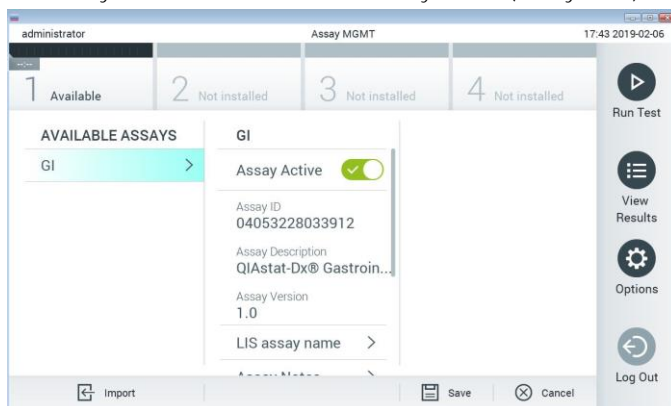 administrator Assay MGMT 17:43 2019-02-06
1 Available 2 Not installed 3 Not installed 4 Not installed
Run Test
AVAILABLE ASSAYS
GI
GI
Assay Active
Assay ID
04053228033912
Assay Description
QIAstat-Dx® Gastroin...
Assay Version
1.0
LIS assay name
View
Results
Options
Log Out
Import
Save
Cancel